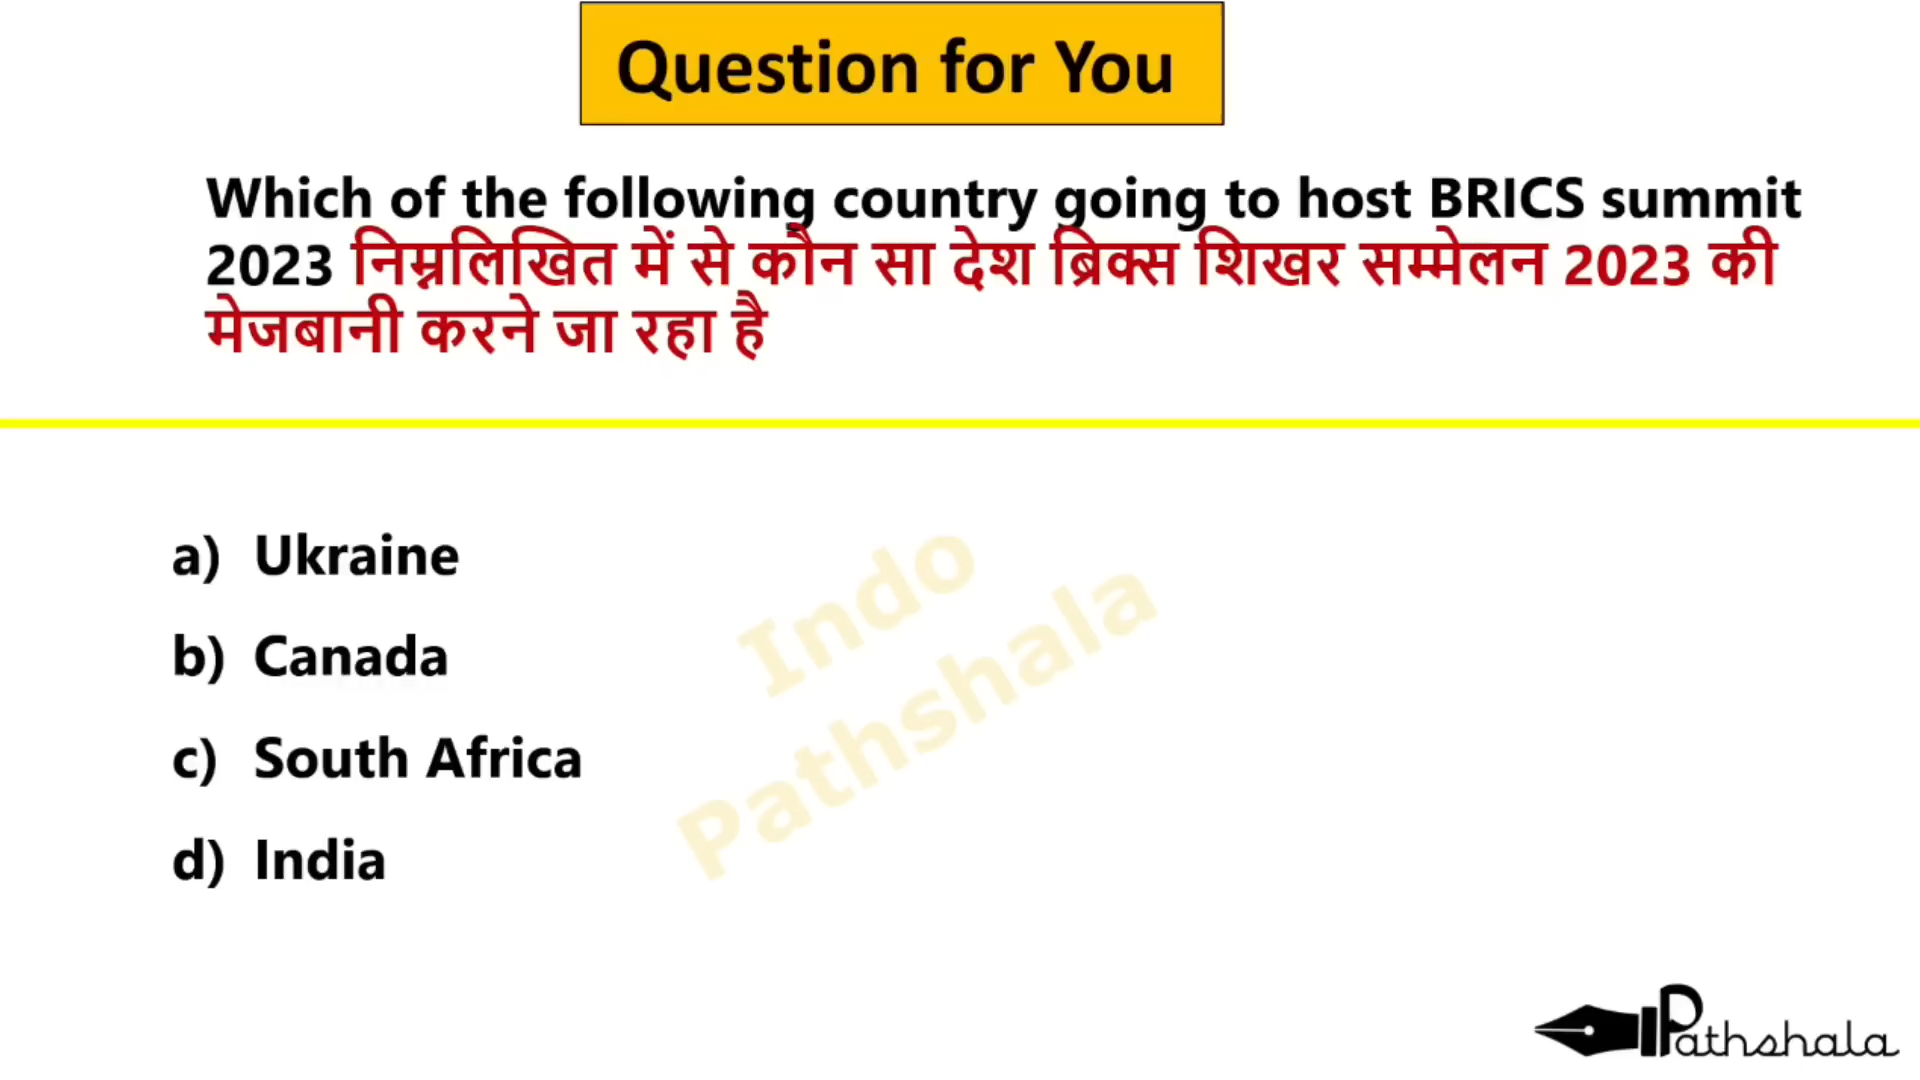 Question for You
Which of the following country going to host BRICS summit
2023 निम्नलिखित में से कौन सा देश ब्रिक्स शिखर सम्मेलन 2023 की
मेजबानी करने जा रहा है
a) Ukraine
b) Canada
c) South Africa
d) India
Indo
Pathshala
Pathshala